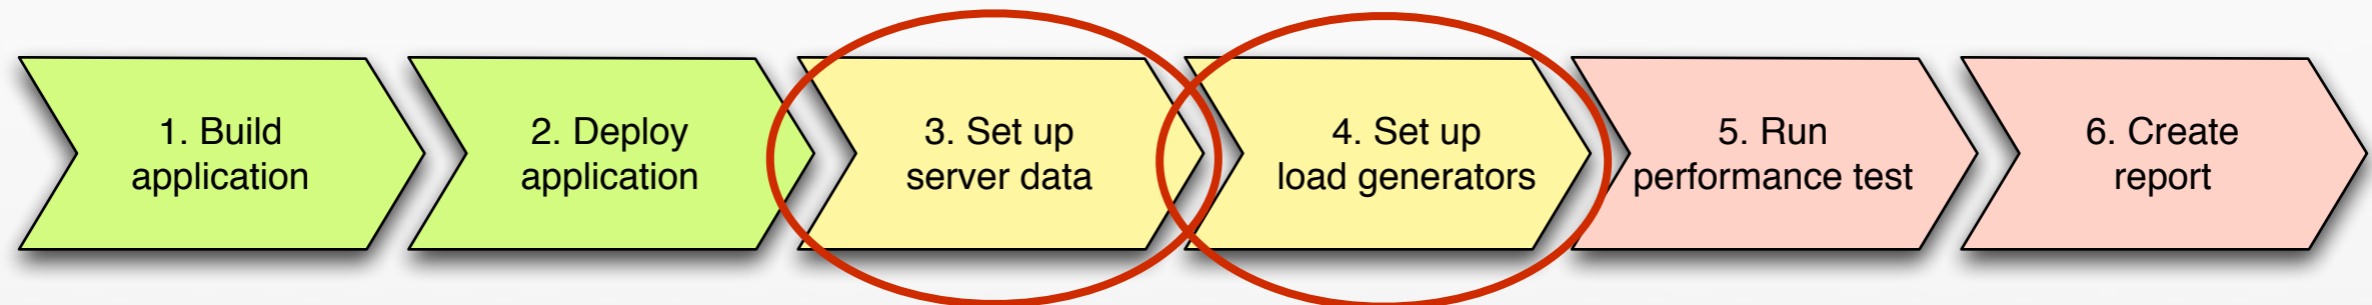 1. Build
application
2. Deploy
application
3. Set up
server data
4. Set up
load generators
5. Run
performance test
6. Create
report